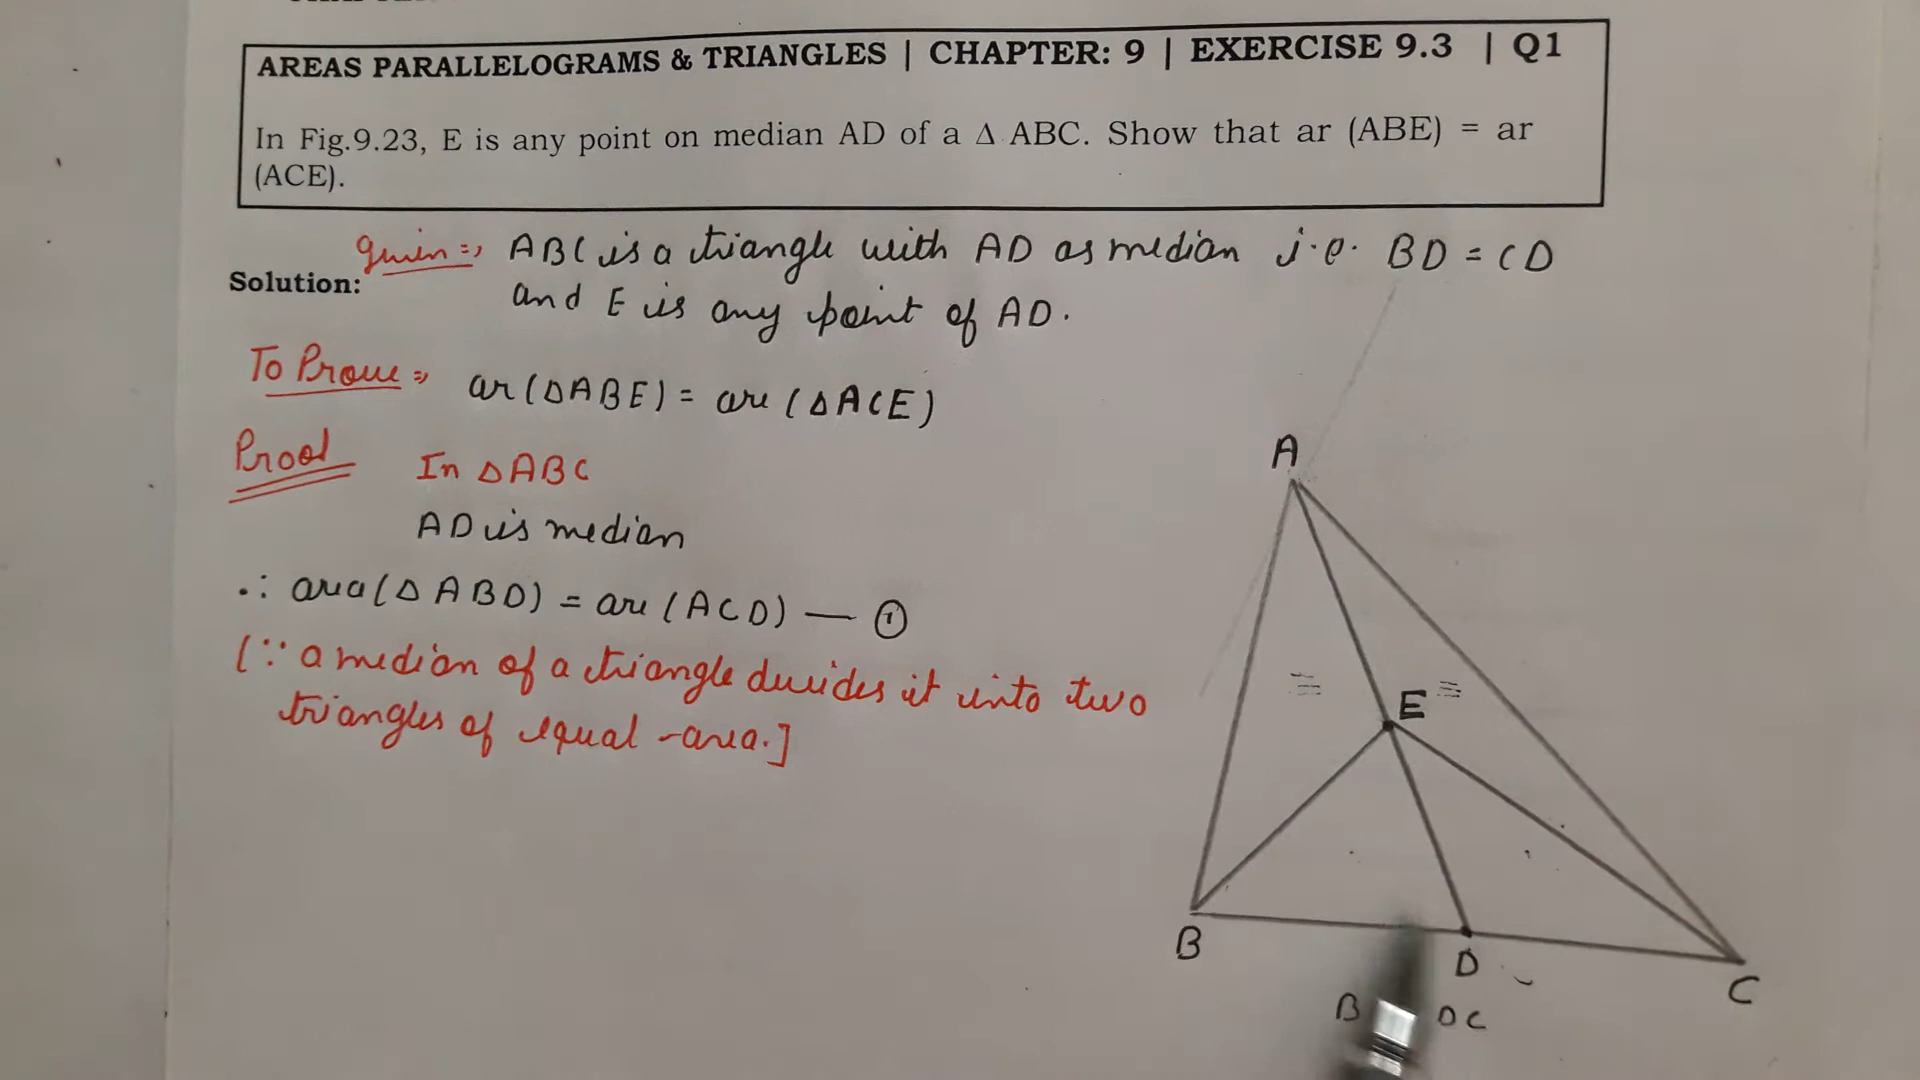 AREAS PARALLELOGRAMS & TRIANGLES | CHAPTER: 9 | EXERCISE 9.3 | Q1
In Fig.9.23, E is any point on median AD of a Δ ABC. Show that ar (ABE) = ar
(ACE).
given :⇒ ABC is a triangle with AD as median i.e. BD = CD
Solution:
and E is any point of AD.
To Prove ⇒ ar(ΔABE) = are (ΔACE)
Proof
In ΔABC
AD is median
∴ area(ΔABD) = are (ACD) — ①
(∵ a median of a triangle divides it into two
triangles of equal -area.]
A
E
B
D
C
B DC